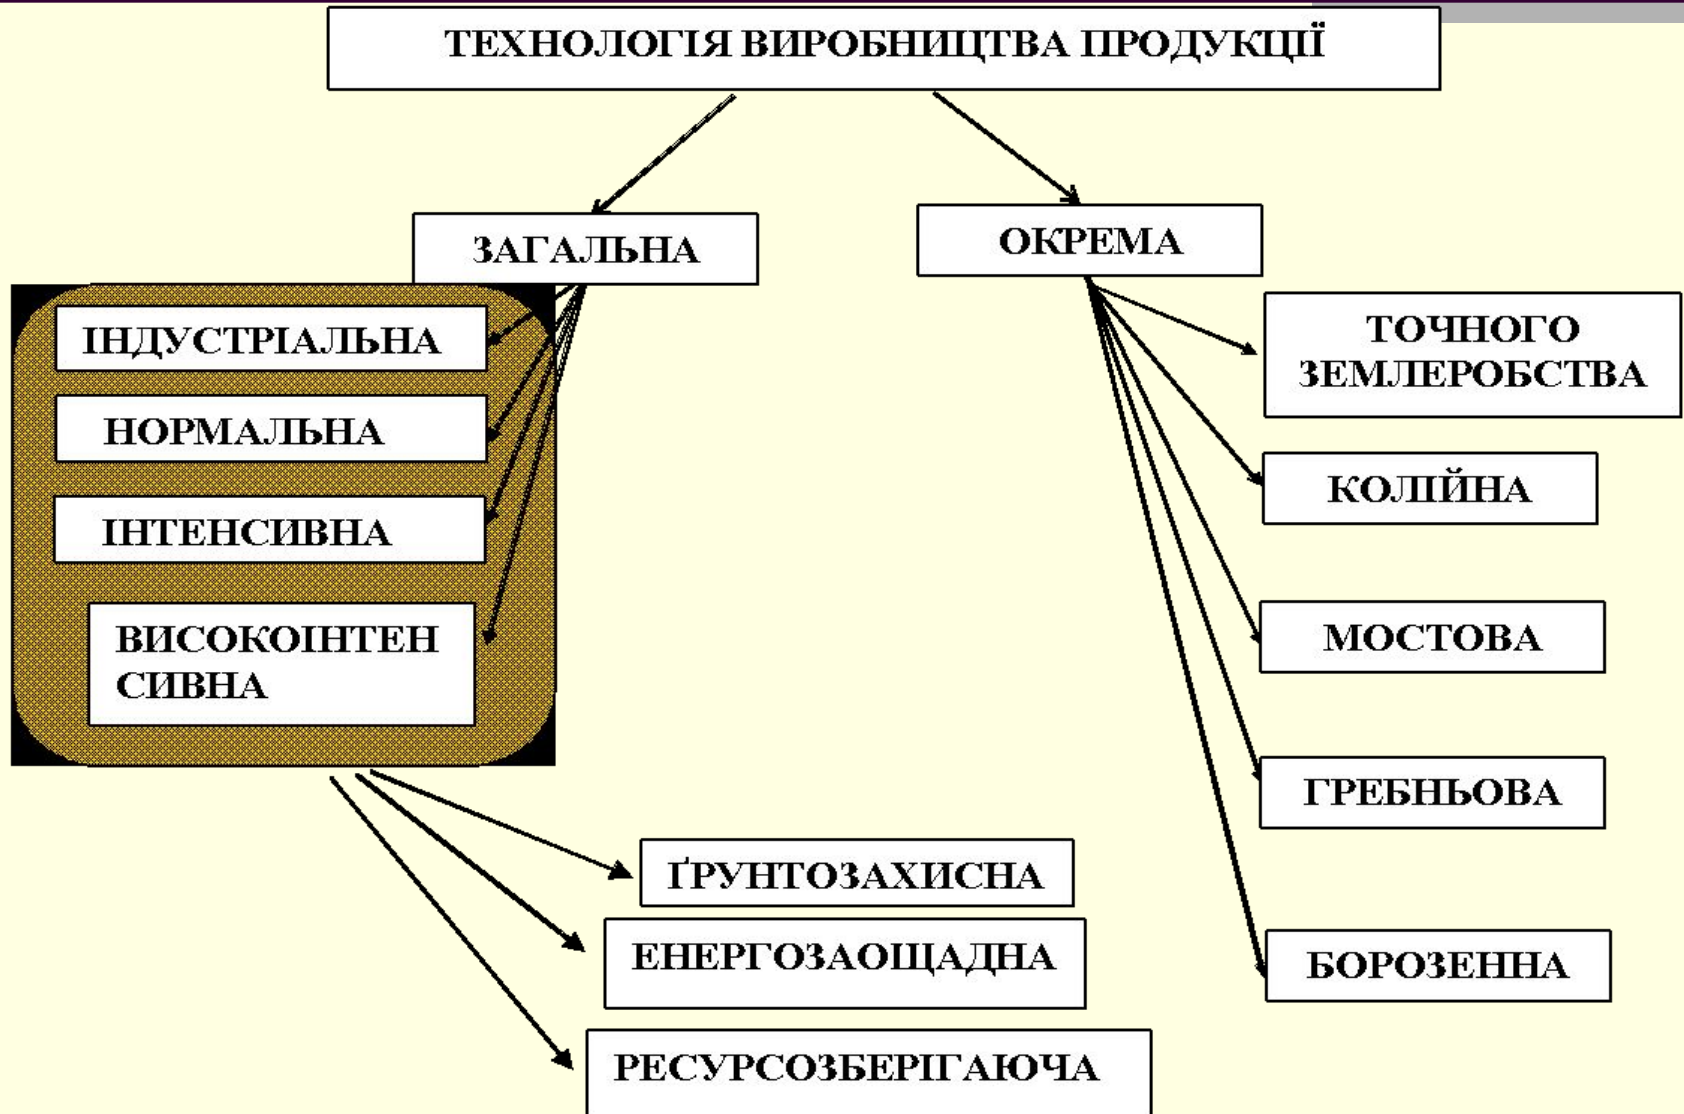 ТЕХНОЛОГІЯ ВИРОБНИЦТВА ПРОДУКЦІЇ
ЗАГАЛЬНА
ОКРЕМА
ІНДУСТРІАЛЬНА
НОРМАЛЬНА
ІНТЕНСИВНА
ВИСОКОІНТЕН
СИВНА
ТОЧНОГО
ЗЕМЛЕРОБСТВА
КОЛІЙНА
МОСТОВА
ГРЕБНЬОВА
БОРОЗЕННА
ҐРУНТОЗАХИСНА
ЕНЕРГОЗАОЩАДНА
РЕСУРСОЗБЕРІГАЮЧА